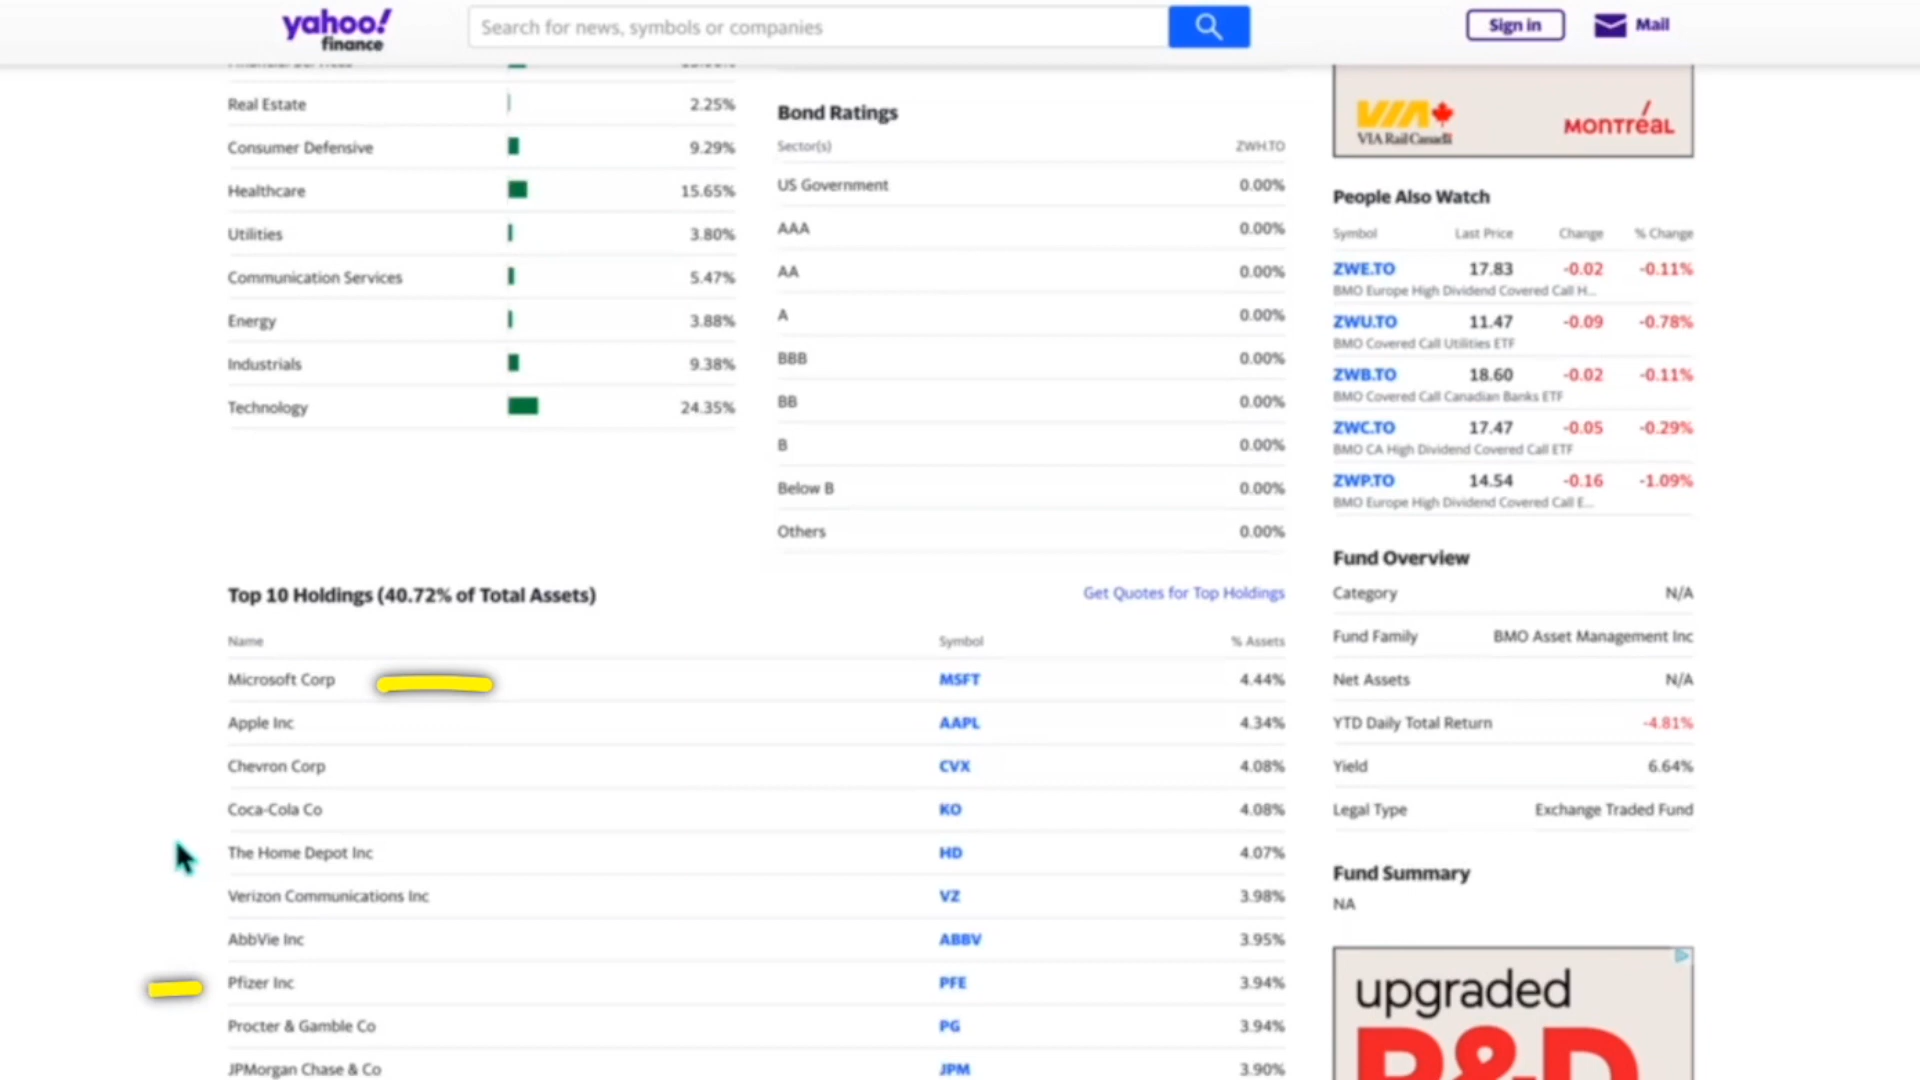 yahoo!
finance
Search for news, symbols or companies
Sign in
Mail
Real Estate 2.25%
Consumer Defensive 9.29%
Healthcare 15.65%
Utilities 3.80%
Communication Services 5.47%
Energy 3.88%
Industrials 9.38%
Technology 24.35%
Bond Ratings
Sector(s) ZWH.TO
US Government 0.00%
AAA 0.00%
AA 0.00%
A 0.00%
BBB 0.00%
BB 0.00%
B 0.00%
Below B 0.00%
Others 0.00%
Top 10 Holdings (40.72% of Total Assets)
Get Quotes for Top Holdings
Name Symbol % Assets
Microsoft Corp MSFT 4.44%
Apple Inc AAPL 4.34%
Chevron Corp CVX 4.08%
Coca-Cola Co KO 4.08%
The Home Depot Inc HD 4.07%
Verizon Communications Inc VZ 3.98%
AbbVie Inc ABBV 3.95%
Pfizer Inc PFE 3.94%
Procter & Gamble Co PG 3.94%
JPMorgan Chase & Co JPM 3.90%
VIA
VIA Rail Canada
MONTRÉAL
People Also Watch
Symbol Last Price Change % Change
ZWE.TO 17.83 -0.02 -0.11%
BMO Europe High Dividend Covered Call H...
ZWU.TO 11.47 -0.09 -0.78%
BMO Covered Call Utilities ETF
ZWB.TO 18.60 -0.02 -0.11%
BMO Covered Call Canadian Banks ETF
ZWC.TO 17.47 -0.05 -0.29%
BMO CA High Dividend Covered Call ETF
ZWP.TO 14.54 -0.16 -1.09%
BMO Europe High Dividend Covered Call E...
Fund Overview
Category N/A
Fund Family BMO Asset Management Inc
Net Assets N/A
YTD Daily Total Return -4.81%
Yield 6.64%
Legal Type Exchange Traded Fund
Fund Summary
NA
upgraded
R&D